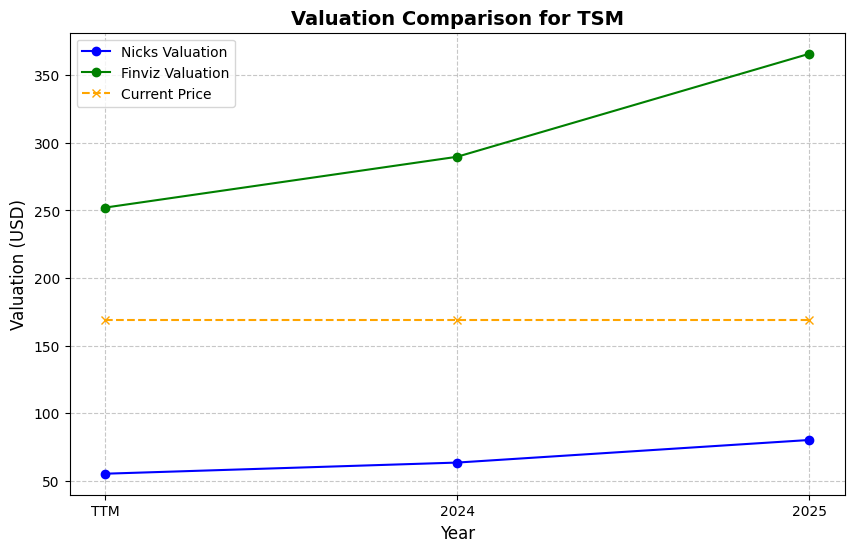 Valuation Comparison for TSM
Nicks Valuation
Finviz Valuation
Current Price
Valuation (USD)
350
300
250
200
150
100
50
TTM
2024
2025
Year